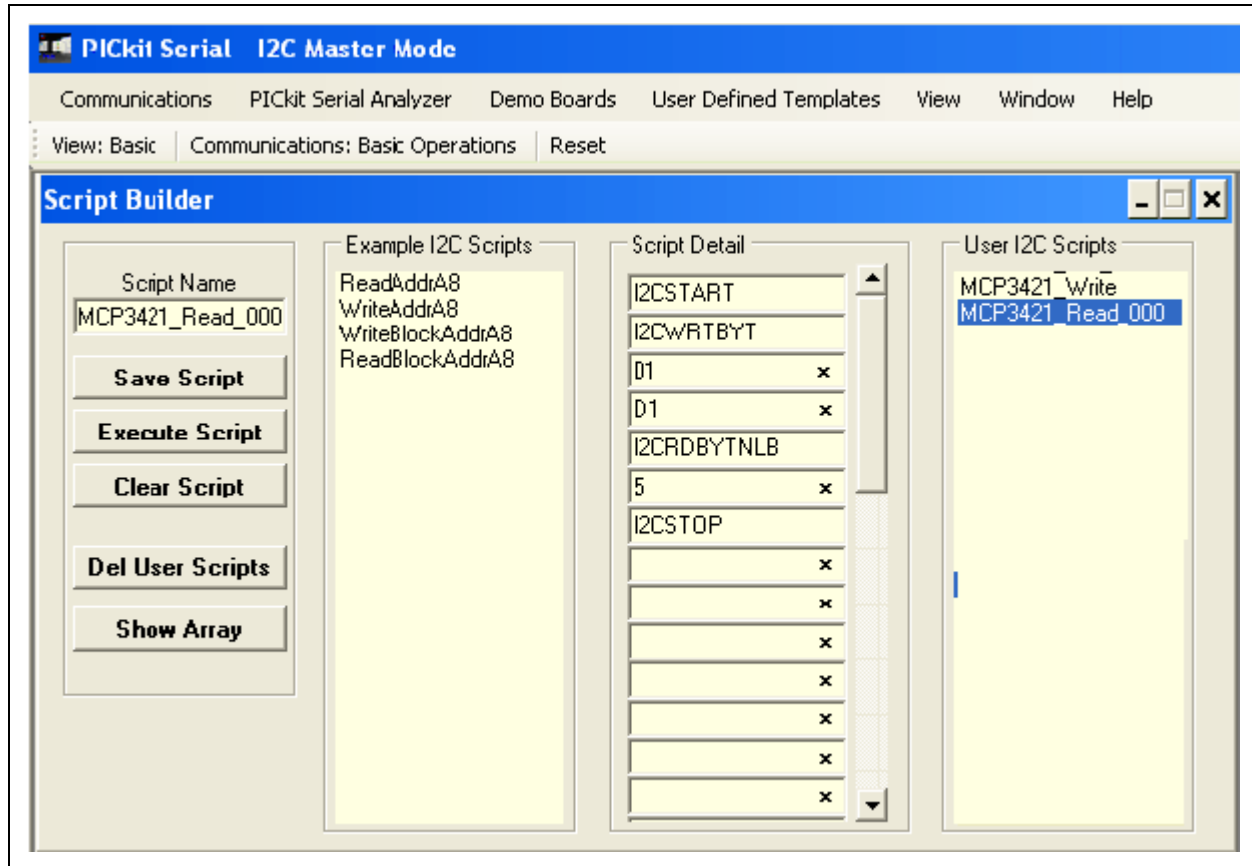 PICkit Serial I2C Master Mode
Communications PICkit Serial Analyzer Demo Boards User Defined Templates View Window Help
View: Basic Communications: Basic Operations Reset
Script Builder
Script Name
MCP3421_Read_000
Save Script
Execute Script
Clear Script
Del User Scripts
Show Array
Example I2C Scripts
ReadAddrA8
WriteAddrA8
WriteBlockAddrA8
ReadBlockAddrA8
Script Detail
I2CSTART
I2CWRTBYT
D1
D1
I2CRDBYTNLB
5
I2CSTOP
User I2C Scripts
MCP3421_Write
MCP3421_Read_000